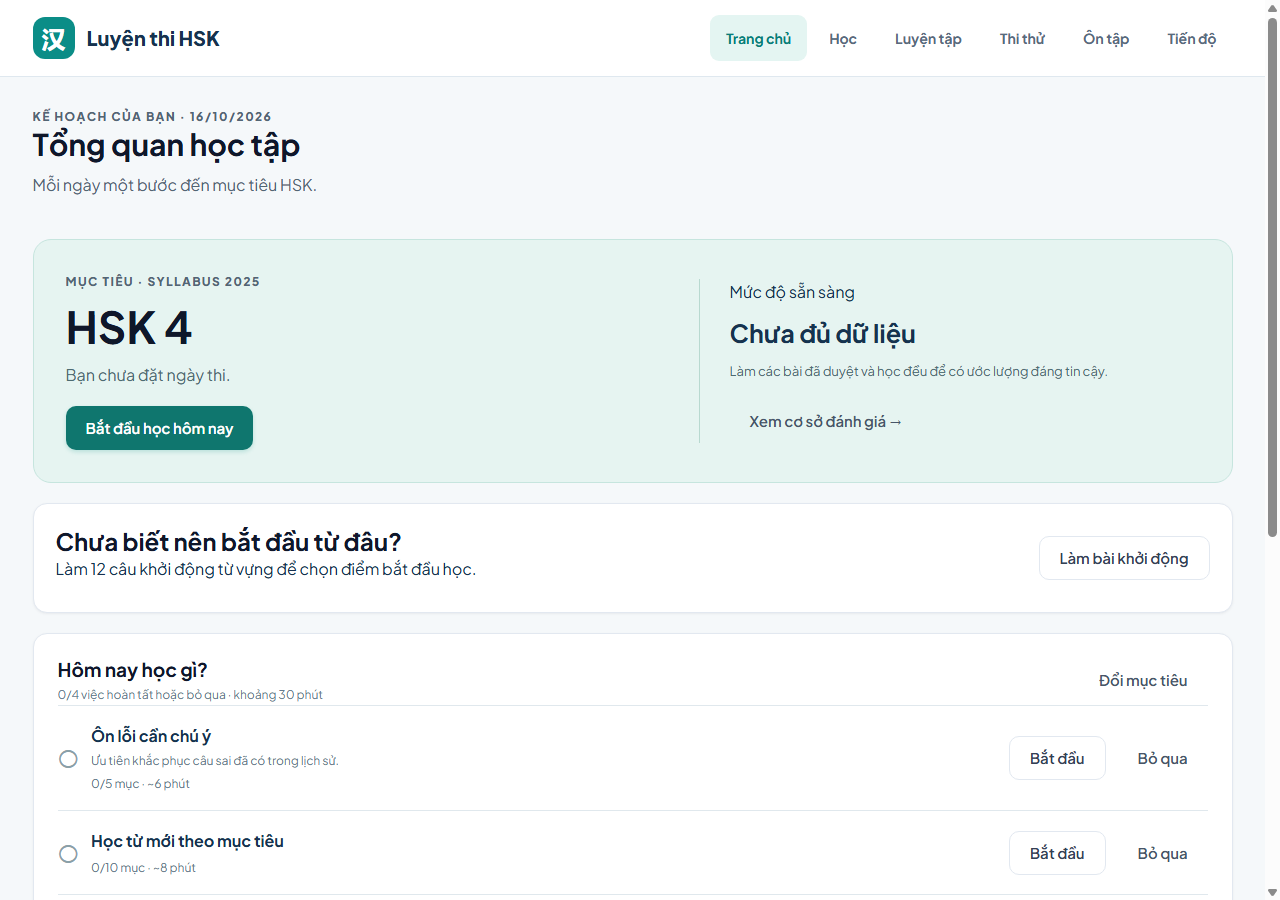 汉 Luyện thi HSK
Trang chủ Học Luyện tập Thi thử Ôn tập Tiến độ
KẾ HOẠCH CỦA BẠN · 16/10/2026
Tổng quan học tập
Mỗi ngày một bước đến mục tiêu HSK.
MỤC TIÊU · SYLLABUS 2025
HSK 4
Bạn chưa đặt ngày thi.
Bắt đầu học hôm nay
Mức độ sẵn sàng
Chưa đủ dữ liệu
Làm các bài đã duyệt và học đều để có ước lượng đáng tin cậy.
Xem cơ sở đánh giá →
Chưa biết nên bắt đầu từ đâu?
Làm 12 câu khởi động từ vựng để chọn điểm bắt đầu học.
Làm bài khởi động
Hôm nay học gì?
0/4 việc hoàn tất hoặc bỏ qua · khoảng 30 phút
Đổi mục tiêu
Ôn lỗi cần chú ý
Ưu tiên khắc phục câu sai đã có trong lịch sử.
0/5 mục · ~6 phút
Bắt đầu Bỏ qua
Học từ mới theo mục tiêu
0/10 mục · ~8 phút
Bắt đầu Bỏ qua